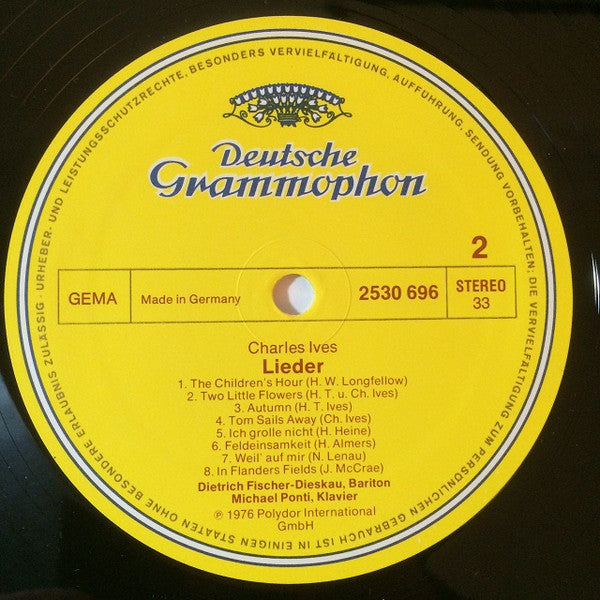 URHEBER- UND LEISTUNGSSCHUTZRECHTE, BESONDERS VERVIELFÄLTIGUNG, AUFFÜHRUNG, SENDUNG VORBEHALTEN; DIE VERVIELFÄLTIGUNG ZUM PERSÖNLICHEN GEBRAUCH IST IN EINIGEN STAATEN OHNE BESONDERE ERLAUBNIS ZULÄSSIG ·
Deutsche
Grammophon
2
GEMA
Made in Germany
2530 696
STEREO
33
Charles Ives
Lieder
1. The Children's Hour (H. W. Longfellow)
2. Two Little Flowers (H. T. u. Ch. Ives)
3. Autumn (H. T. Ives)
4. Tom Sails Away (Ch. Ives)
5. Ich grolle nicht (H. Heine)
6. Feldeinsamkeit (H. Almers)
7. Weil' auf mir (N. Lenau)
8. In Flanders Fields (J. McCrae)
Dietrich Fischer-Dieskau, Bariton
Michael Ponti, Klavier
℗ 1976 Polydor International
GmbH